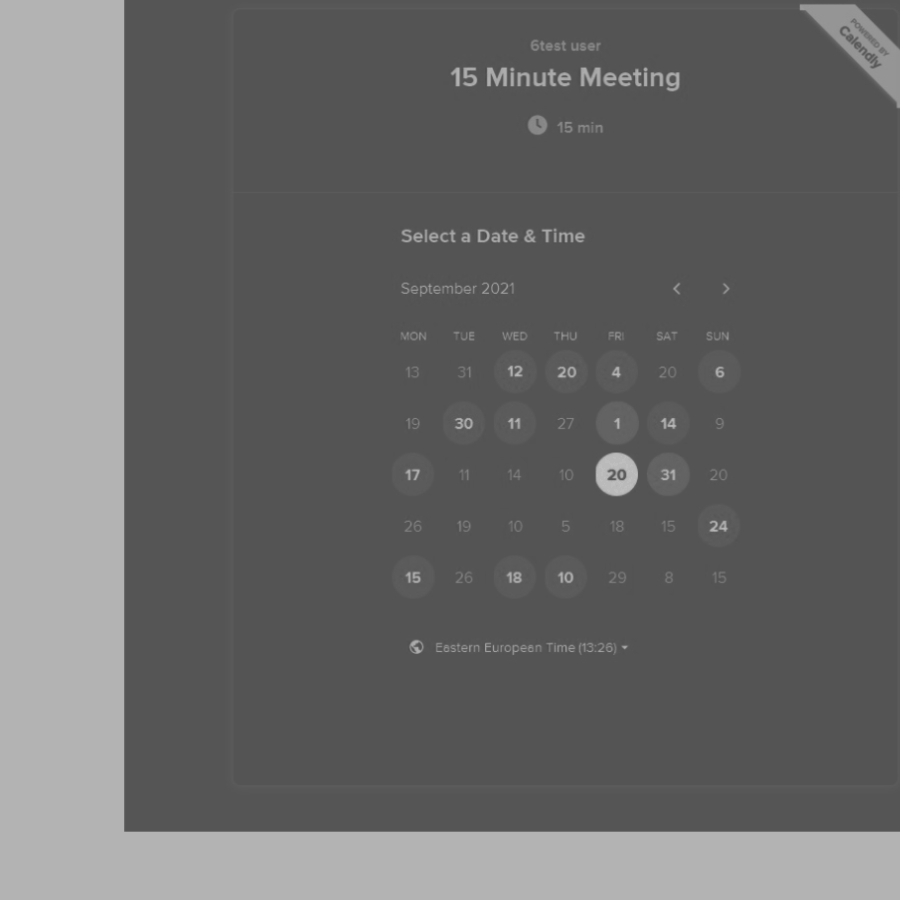 POWERED BY
Calendly
6test user
15 Minute Meeting
15 min
Select a Date & Time
September 2021
MON TUE WED THU FRI SAT SUN
13 31 12 20 4 20 6
19 30 11 27 1 14 9
17 11 14 10 20 31 20
26 19 10 5 18 15 24
15 26 18 10 29 8 15
Eastern European Time (13:26)